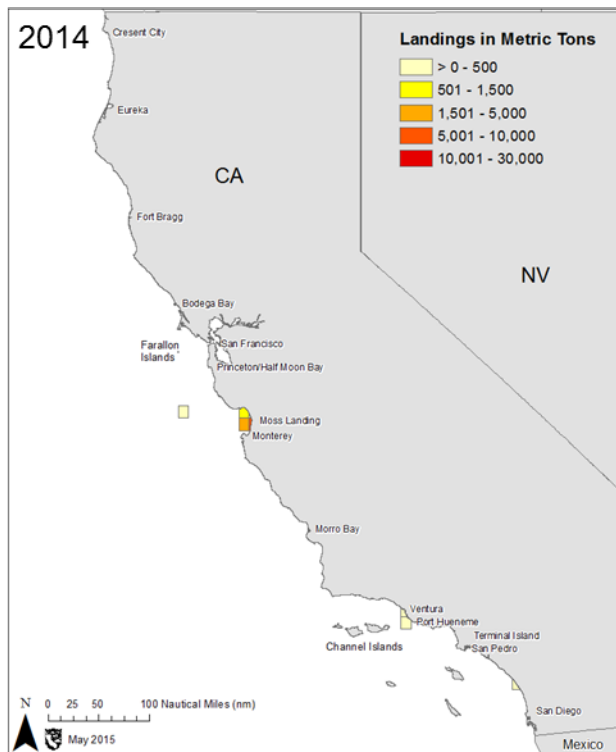 2014
Cresent City
Landings in Metric Tons
> 0 - 500
501 - 1,500
1,501 - 5,000
5,001 - 10,000
10,001 - 30,000
Eureka
CA
Fort Bragg
NV
Bodega Bay
Farallon
Islands
San Francisco
Princeton/Half Moon Bay
Moss Landing
Monterey
Morro Bay
Ventura
Port Hueneme
Channel Islands
Terminal Island
San Pedro
San Diego
Mexico
N
0 25 50 100 Nautical Miles (nm)
May 2015